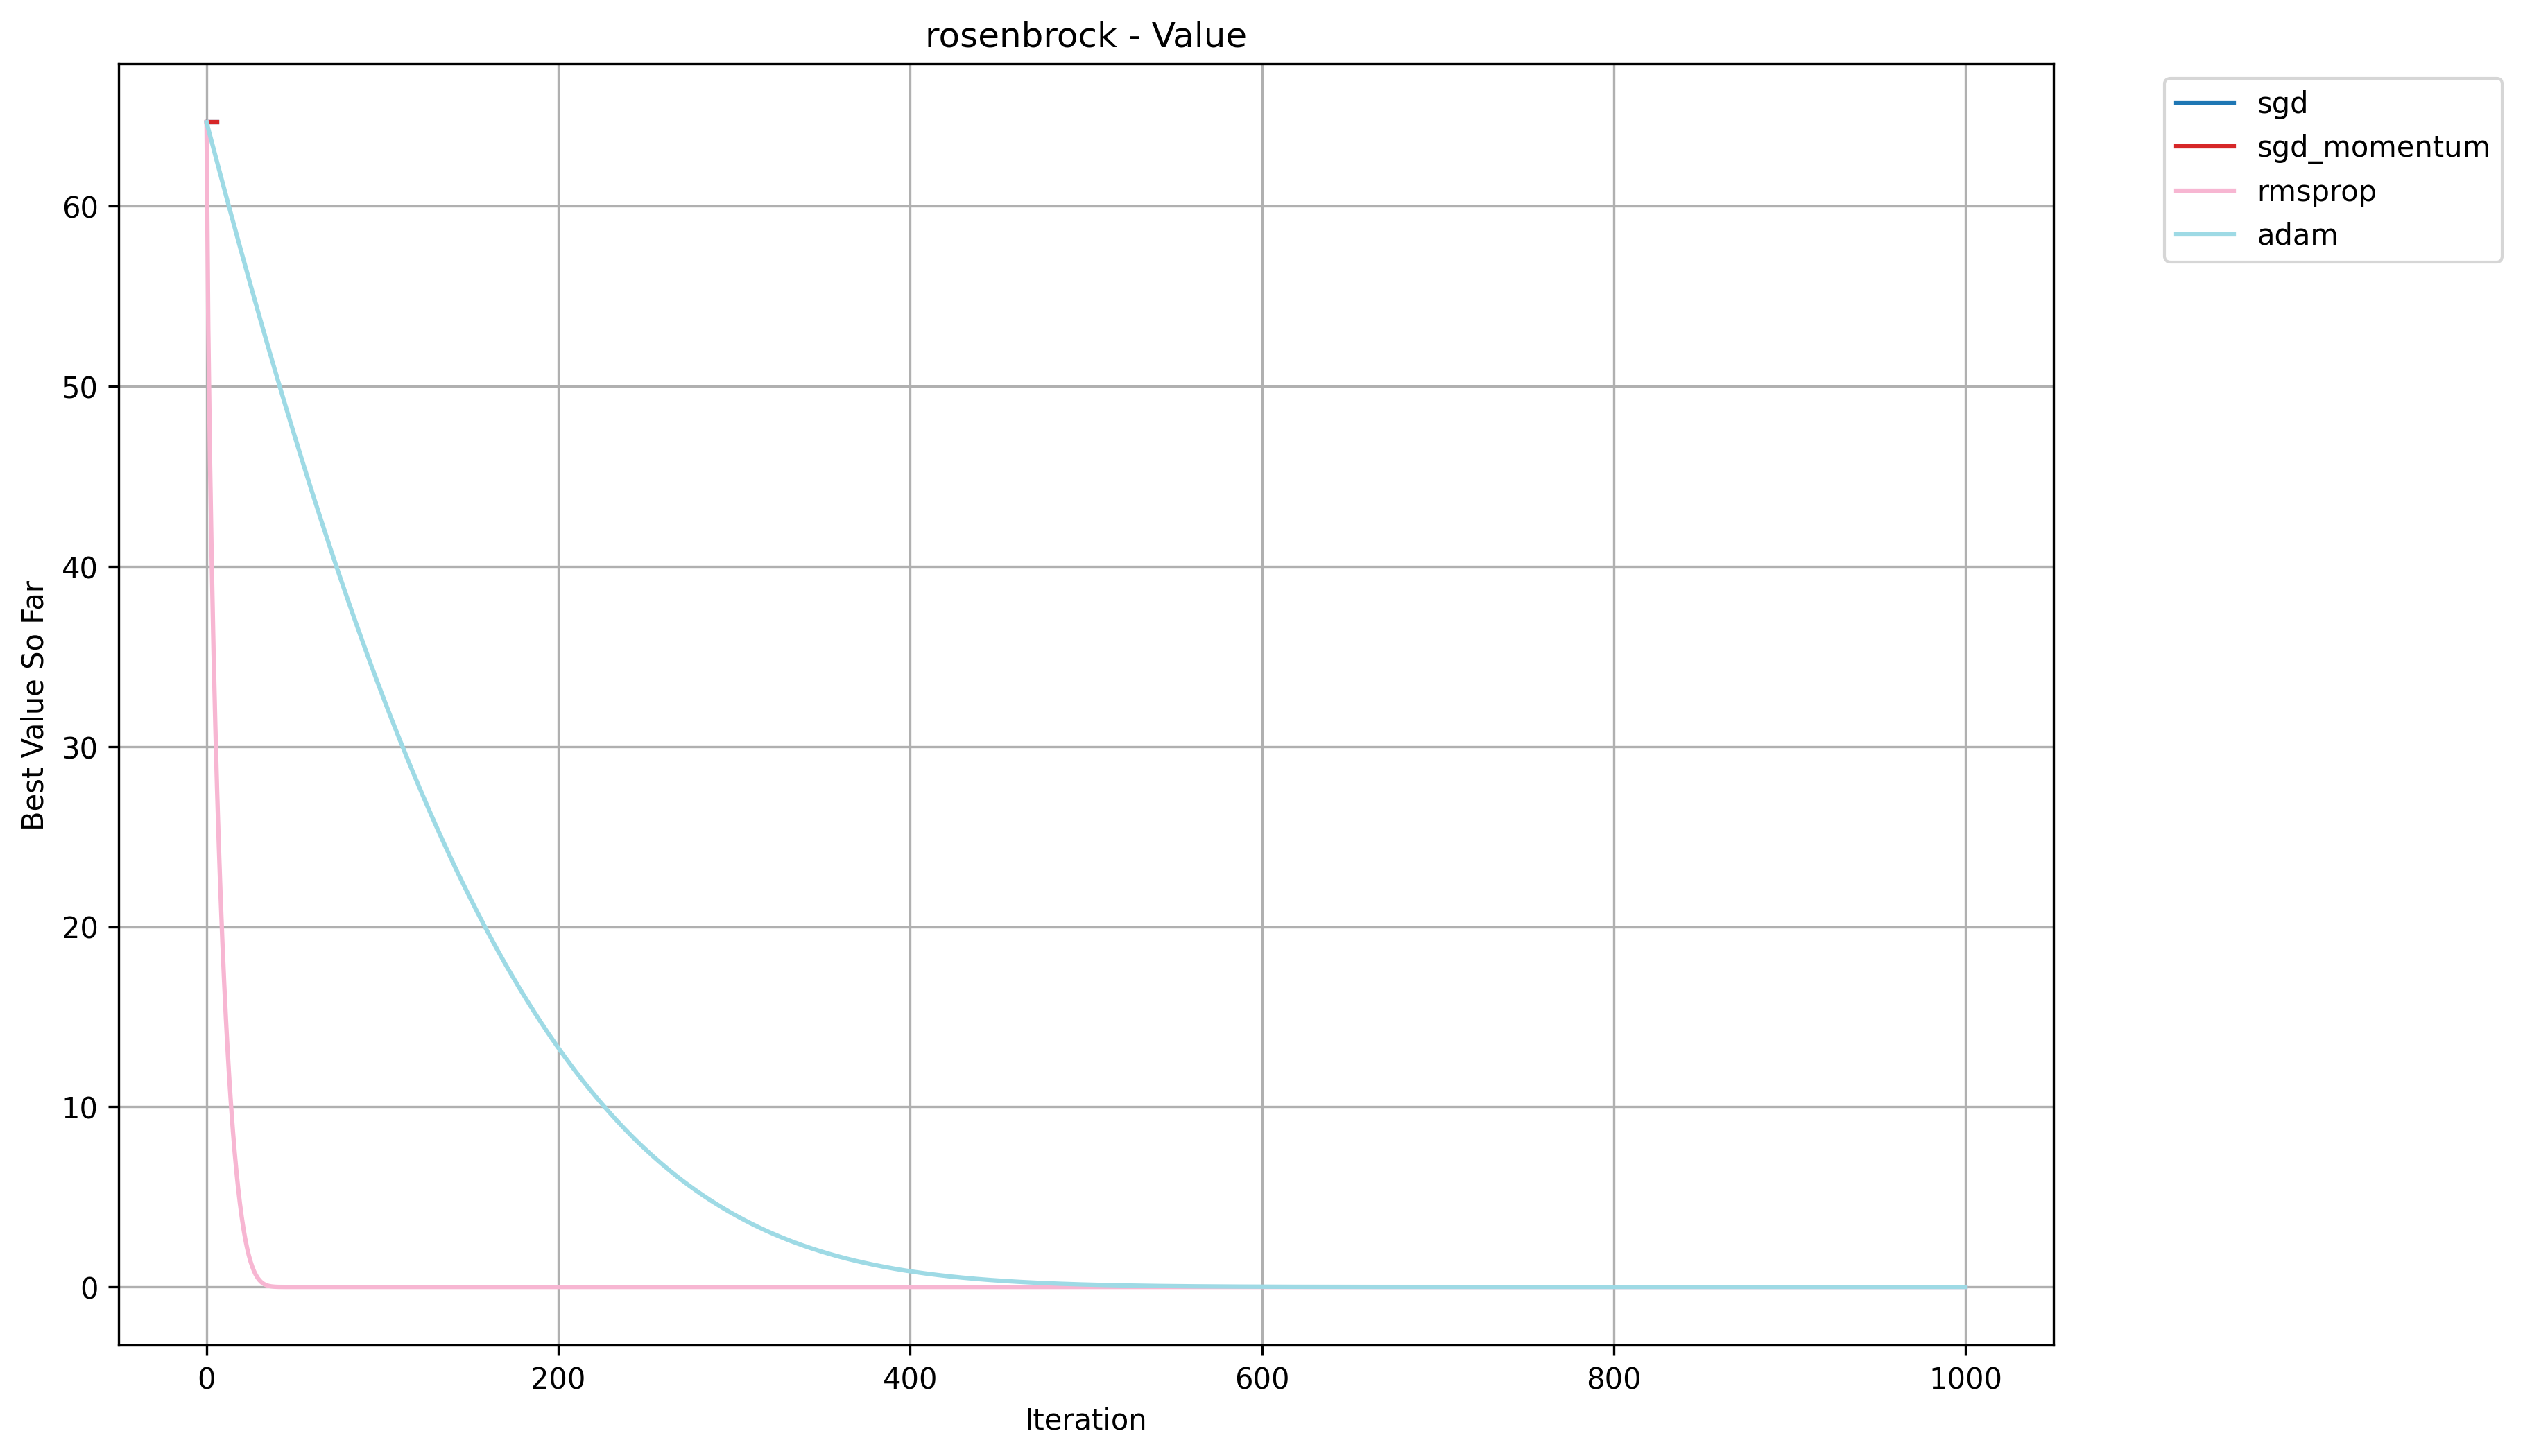 rosenbrock - Value
sgd
sgd_momentum
rmsprop
adam
60
50
40
30
20
10
0
Best Value So Far
0 200 400 600 800 1000
Iteration